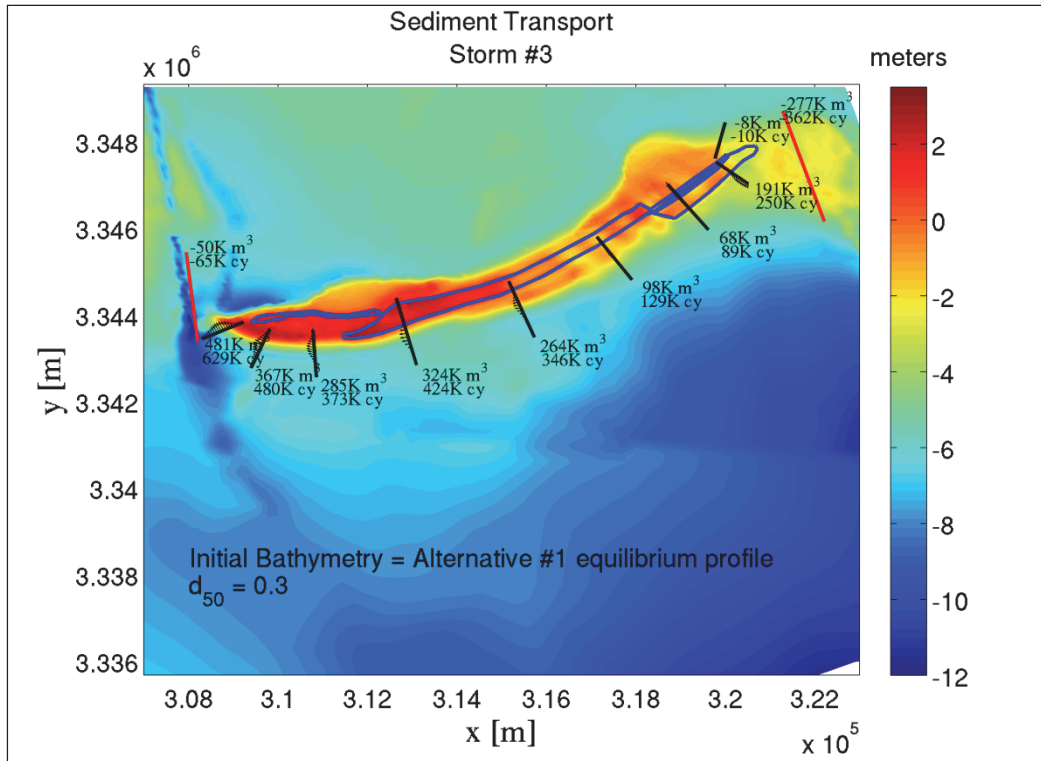 Sediment Transport
Storm #3
x 10^6
meters
-277K m^3
362K cy
-8K m^3
-10K cy
191K m^3
250K cy
68K m^3
89K cy
98K m^3
129K cy
264K m^3
346K cy
324K m^3
424K cy
285K m^3
373K cy
367K m^3
480K cy
481K m^3
629K cy
-50K m^3
-65K cy
3.348
3.346
3.344
3.342
3.34
3.338
3.336
y [m]
Initial Bathymetry = Alternative #1 equilibrium profile
d_50 = 0.3
3.08
3.1
3.12
3.14
3.16
3.18
3.2
3.22
x [m]
x 10^5
2
0
-2
-4
-6
-8
-10
-12